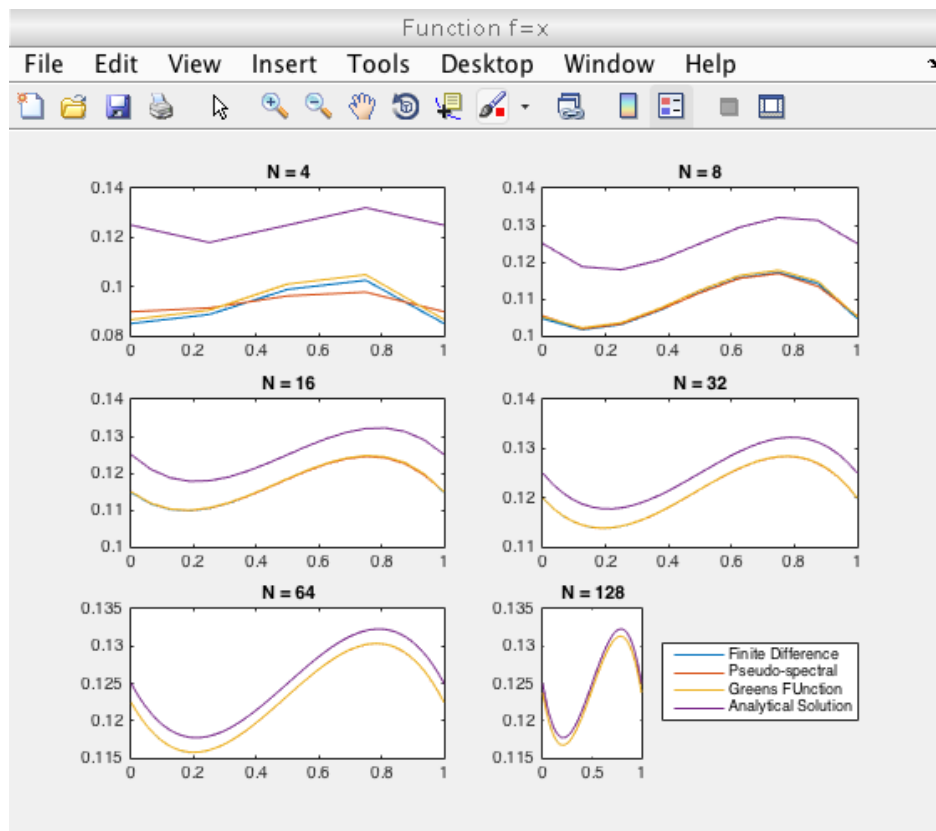 Function f=x
File Edit View Insert Tools Desktop Window Help
N = 4
0.14
0.12
0.1
0.08
0 0.2 0.4 0.6 0.8 1
N = 8
0.14
0.13
0.12
0.11
0.1
0 0.2 0.4 0.6 0.8 1
N = 16
0.14
0.13
0.12
0.11
0.1
0 0.2 0.4 0.6 0.8 1
N = 32
0.14
0.13
0.12
0.11
0 0.2 0.4 0.6 0.8 1
N = 64
0.135
0.13
0.125
0.12
0.115
0 0.2 0.4 0.6 0.8 1
N = 128
0.135
0.13
0.125
0.12
0.115
0 0.5 1
Finite Difference
Pseudo-spectral
Greens FUnction
Analytical Solution